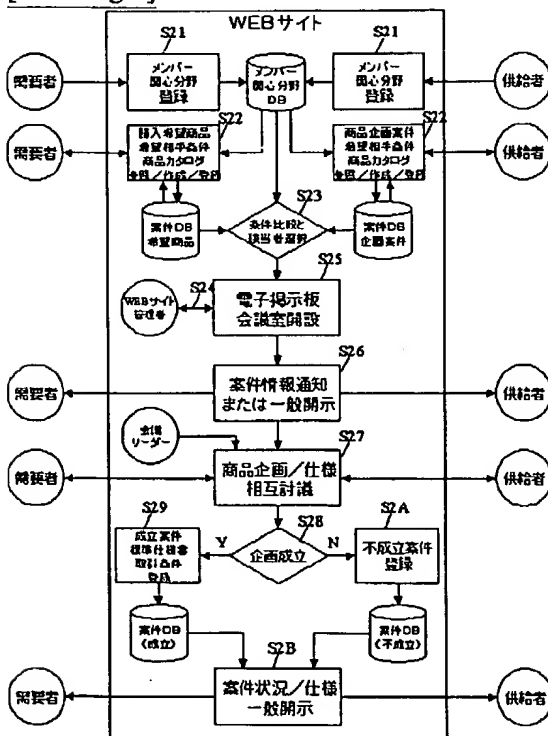 WEBサイト
S21
S21
需要者
メンバー
関心分野
登録
メンバー
関心分野
DB
メンバー
関心分野
登録
供給者
S22
S22
需要者
購入希望商品
希望相手条件
商品カタログ
参照/作成/登録
商品企画案件
希望相手条件
商品カタログ
参照/作成/登録
供給者
S23
案件DB
希望商品
条件比較と
該当者選択
案件DB
企画案件
S25
S2
WEBサイト
管理者
電子掲示板
会議室開設
S26
需要者
案件情報通知
または一般開示
供給者
S27
会議
リーダー
需要者
商品企画/仕様
相互討議
供給者
S28
S29
S2A
Y
N
成立案件
標準仕様書
取引条件
登録
企画成立
不成立案件
登録
案件DB
(成立)
案件DB
(不成立)
S2B
需要者
案件状況/仕様
一般開示
供給者